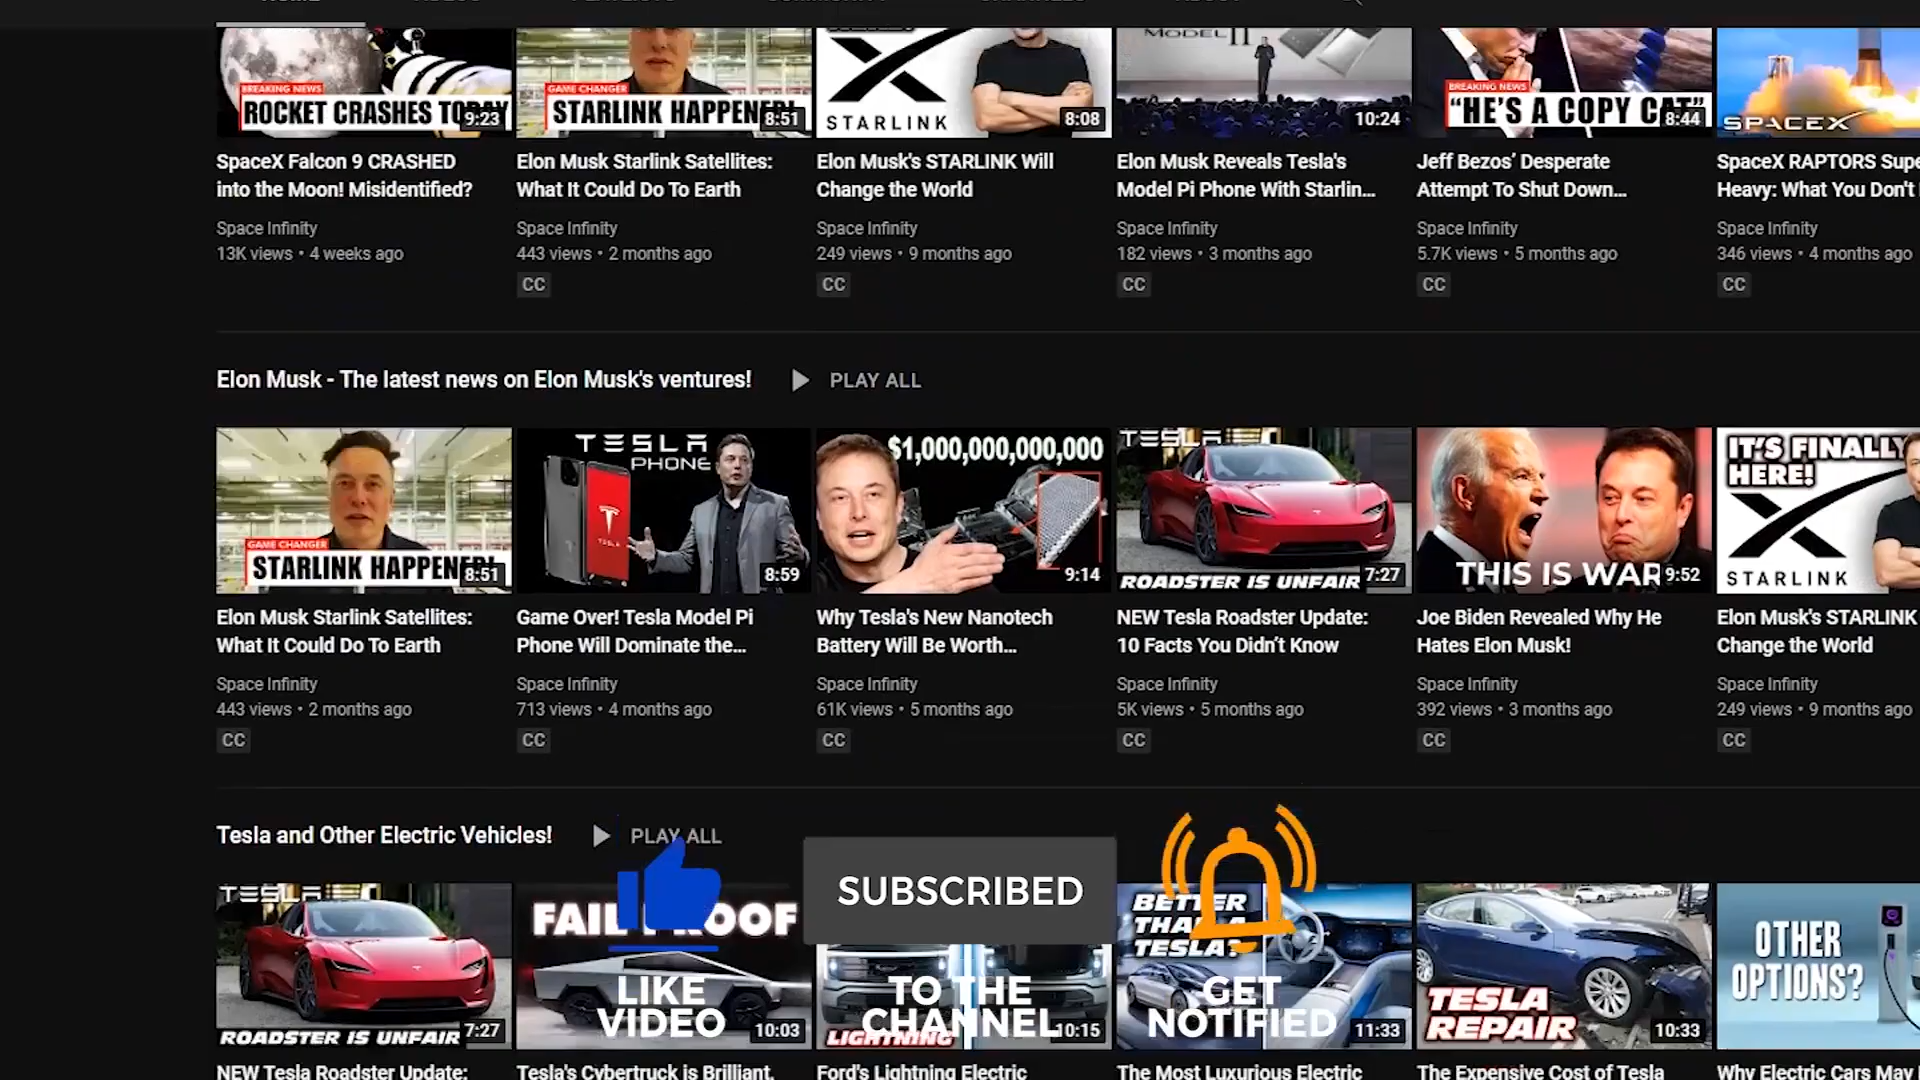 BREAKING NEWS
ROCKET CRASHES TODAY
9:23
GAME CHANGER
STARLINK HAPPENED!
8:51
STARLINK
8:08
MODEL Π
10:24
BREAKING NEWS
"HE'S A COPY CAT"
8:44
SPACEX
SpaceX Falcon 9 CRASHED
into the Moon! Misidentified?
Space Infinity
13K views • 4 weeks ago
Elon Musk Starlink Satellites:
What It Could Do To Earth
Space Infinity
443 views • 2 months ago
CC
Elon Musk's STARLINK Will
Change the World
Space Infinity
249 views • 9 months ago
CC
Elon Musk Reveals Tesla's
Model Pi Phone With Starlin...
Space Infinity
182 views • 3 months ago
CC
Jeff Bezos' Desperate
Attempt To Shut Down...
Space Infinity
5.7K views • 5 months ago
CC
SpaceX RAPTORS Supe
Heavy: What You Don't
Space Infinity
346 views • 4 months ago
CC
Elon Musk - The latest news on Elon Musk's ventures!
PLAY ALL
GAME CHANGER
STARLINK HAPPENED!
8:51
TESLA
PHONE
8:59
$1,000,000,000,000
9:14
TESLA
ROADSTER IS UNFAIR
7:27
THIS IS WAR
9:52
IT'S FINALLY
HERE!
STARLINK
Elon Musk Starlink Satellites:
What It Could Do To Earth
Space Infinity
443 views • 2 months ago
CC
Game Over! Tesla Model Pi
Phone Will Dominate the...
Space Infinity
713 views • 4 months ago
CC
Why Tesla's New Nanotech
Battery Will Be Worth...
Space Infinity
61K views • 5 months ago
CC
NEW Tesla Roadster Update:
10 Facts You Didn't Know
Space Infinity
5K views • 5 months ago
CC
Joe Biden Revealed Why He
Hates Elon Musk!
Space Infinity
392 views • 3 months ago
CC
Elon Musk's STARLINK
Change the World
Space Infinity
249 views • 9 months ago
CC
Tesla and Other Electric Vehicles!
PLAY ALL
TESLA
ROADSTER IS UNFAIR
7:27
FAIL PROOF
10:03
LIGHTNING
10:15
BETTER
THAN A
TESLA?
11:33
TESLA
REPAIR
10:33
OTHER
OPTIONS?
LIKE
VIDEO
SUBSCRIBED
TO THE
CHANNEL
GET
NOTIFIED
NEW Tesla Roadster Update:
Tesla's Cybertruck is Brilliant,
Ford's Lightning Electric
The Most Luxurious Electric
The Expensive Cost of Tesla
Why Electric Cars May